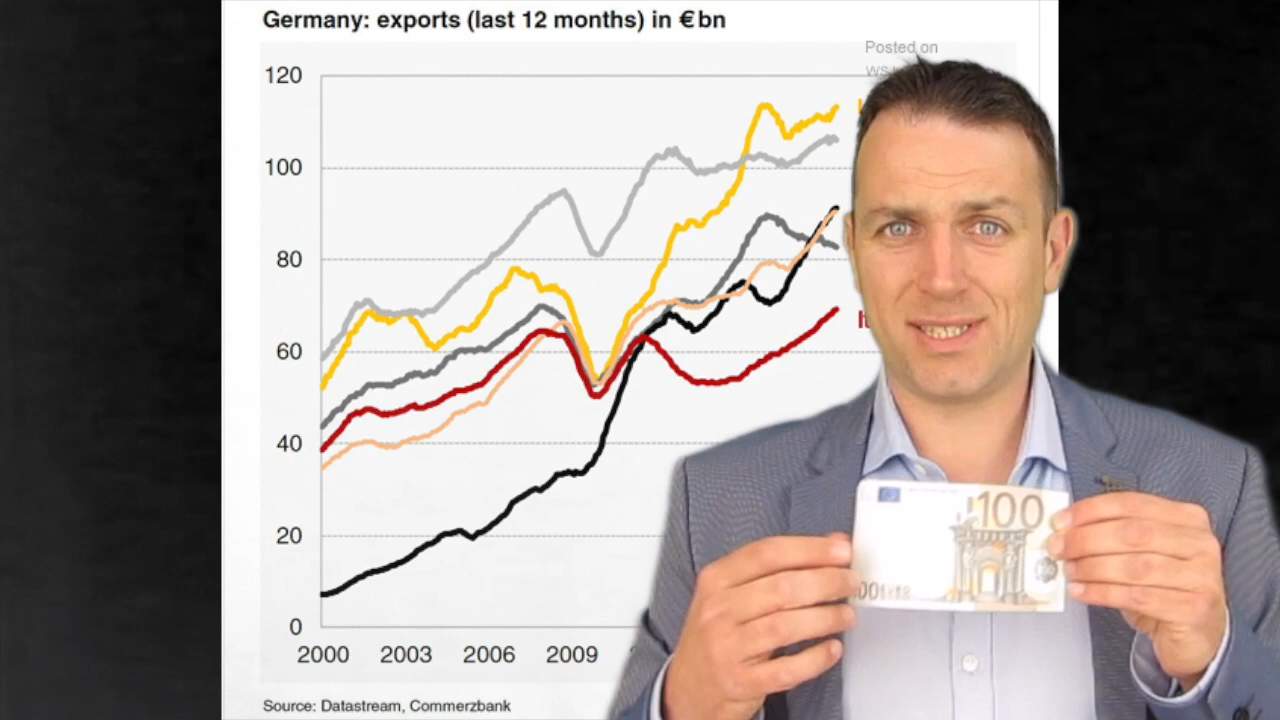 Germany: exports (last 12 months) in € bn
Posted on
120
100
80
60
40
20
0
2000 2003 2006 2009
Source: Datastream, Commerzbank
100